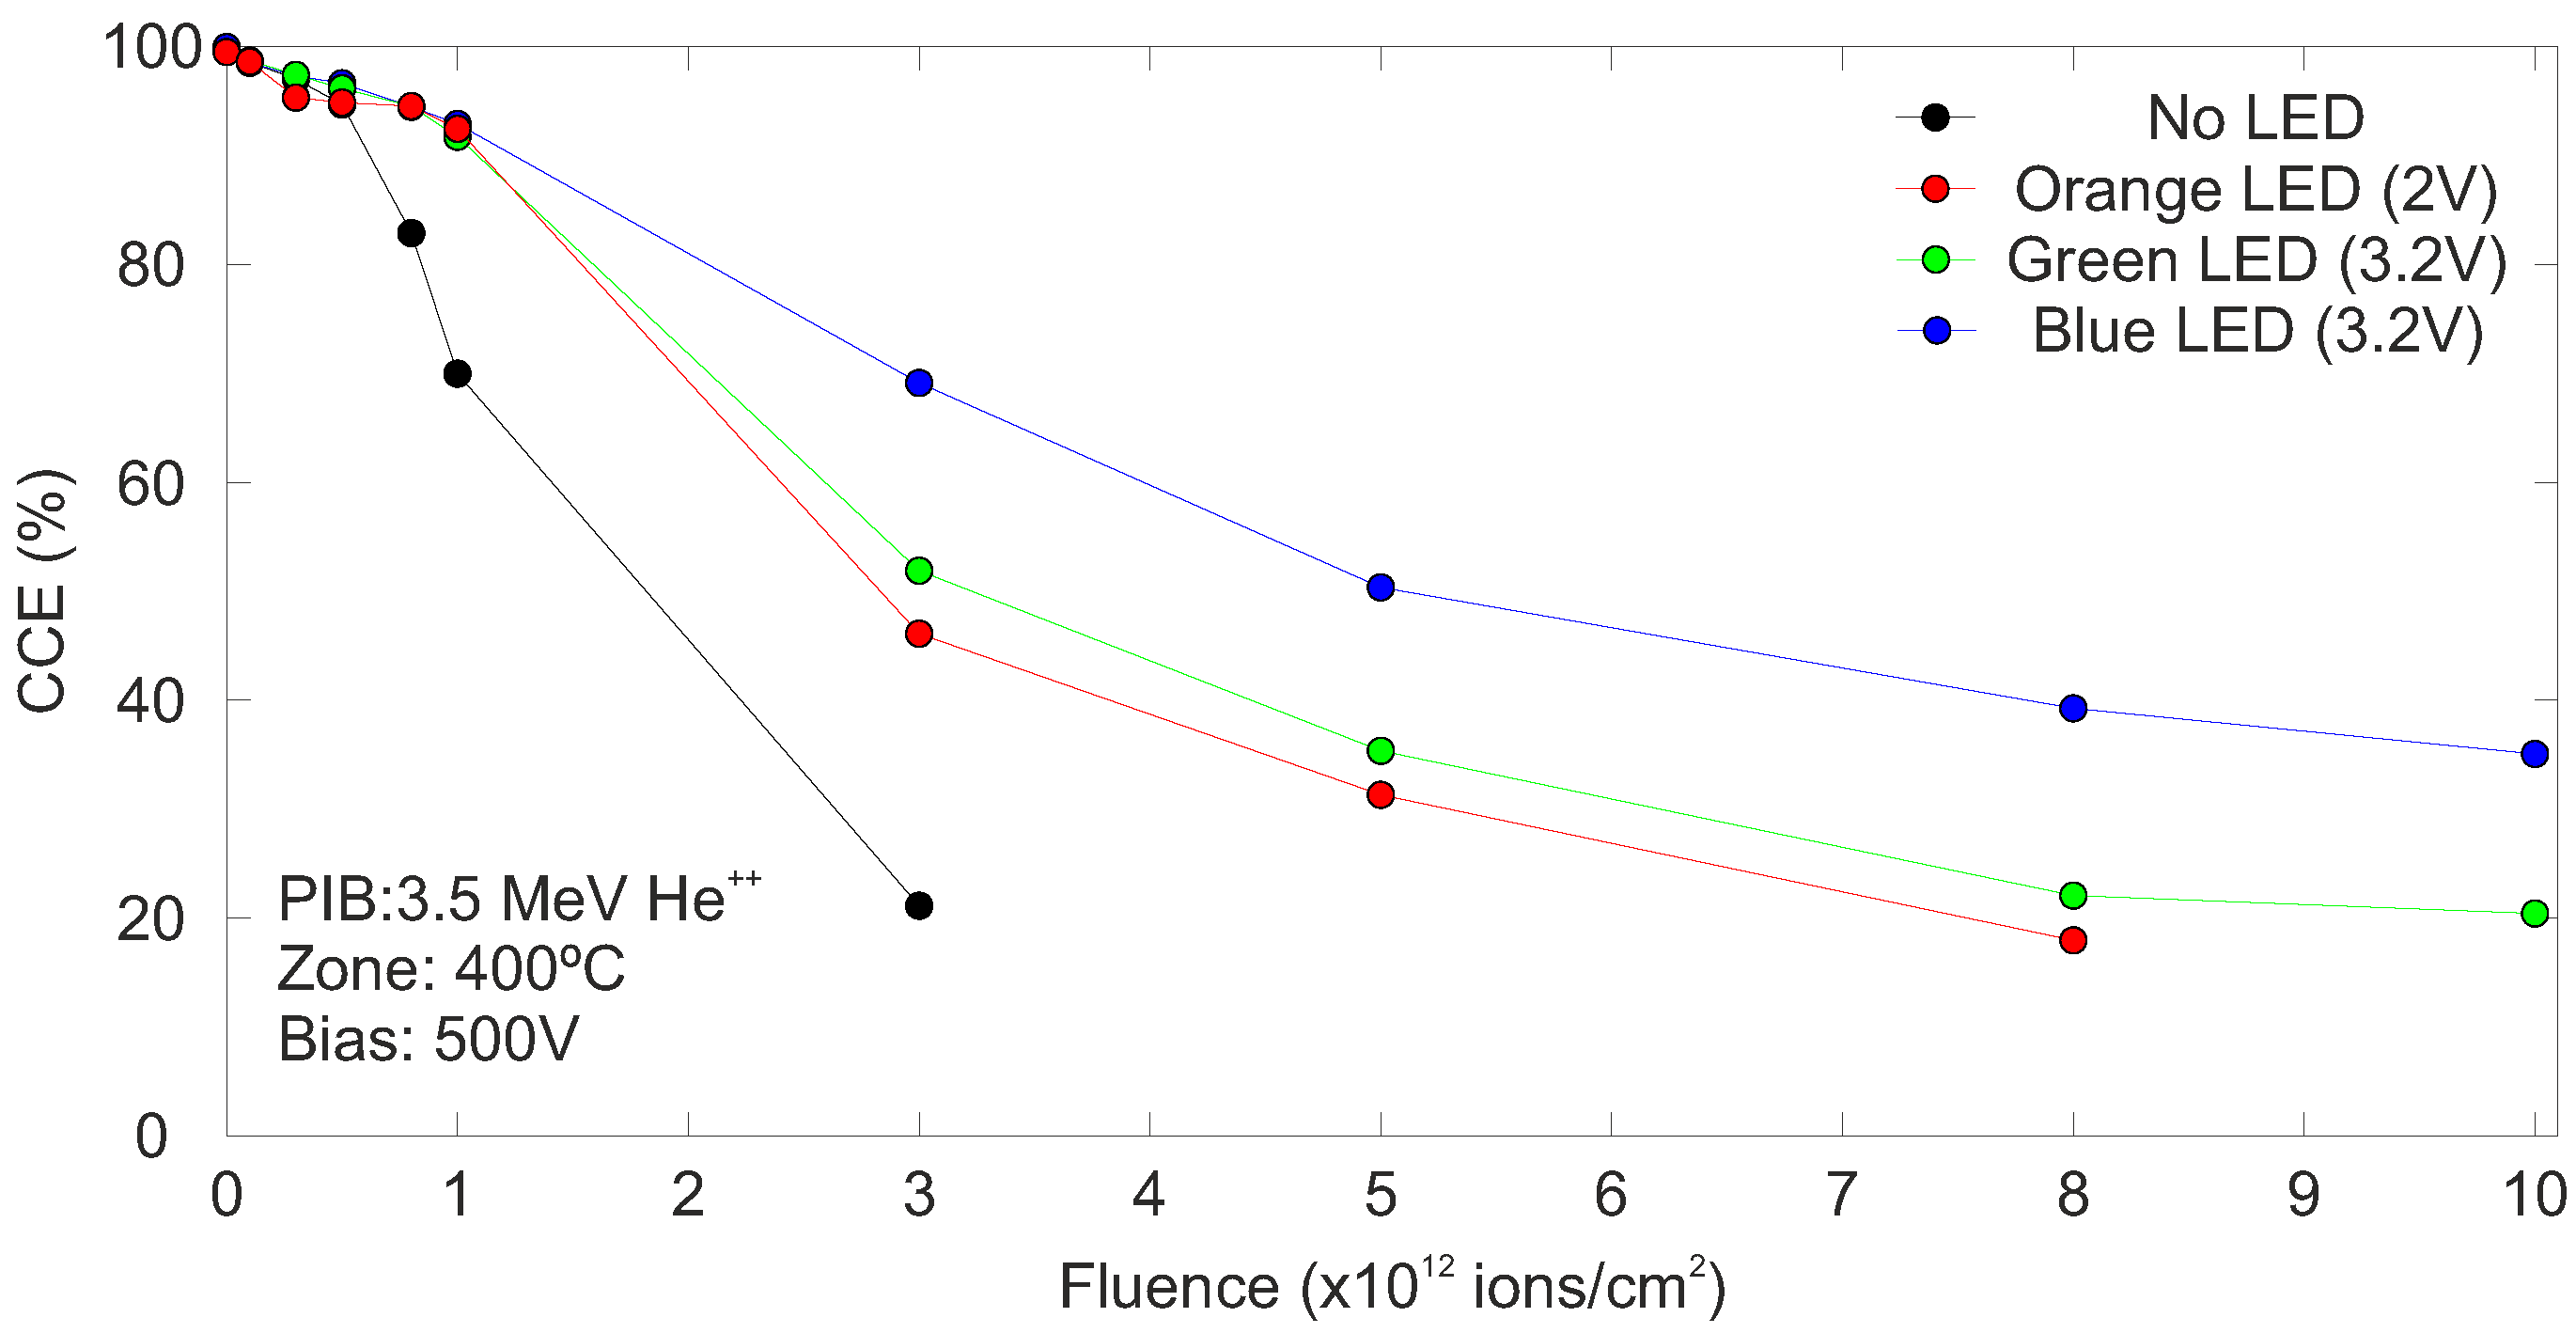 100
80
60
40
20
0
CCE (%)
No LED
Orange LED (2V)
Green LED (3.2V)
Blue LED (3.2V)
PIB:3.5 MeV He⁺⁺
Zone: 400ºC
Bias: 500V
0 1 2 3 4 5 6 7 8 9 10
Fluence (x10¹² ions/cm²)